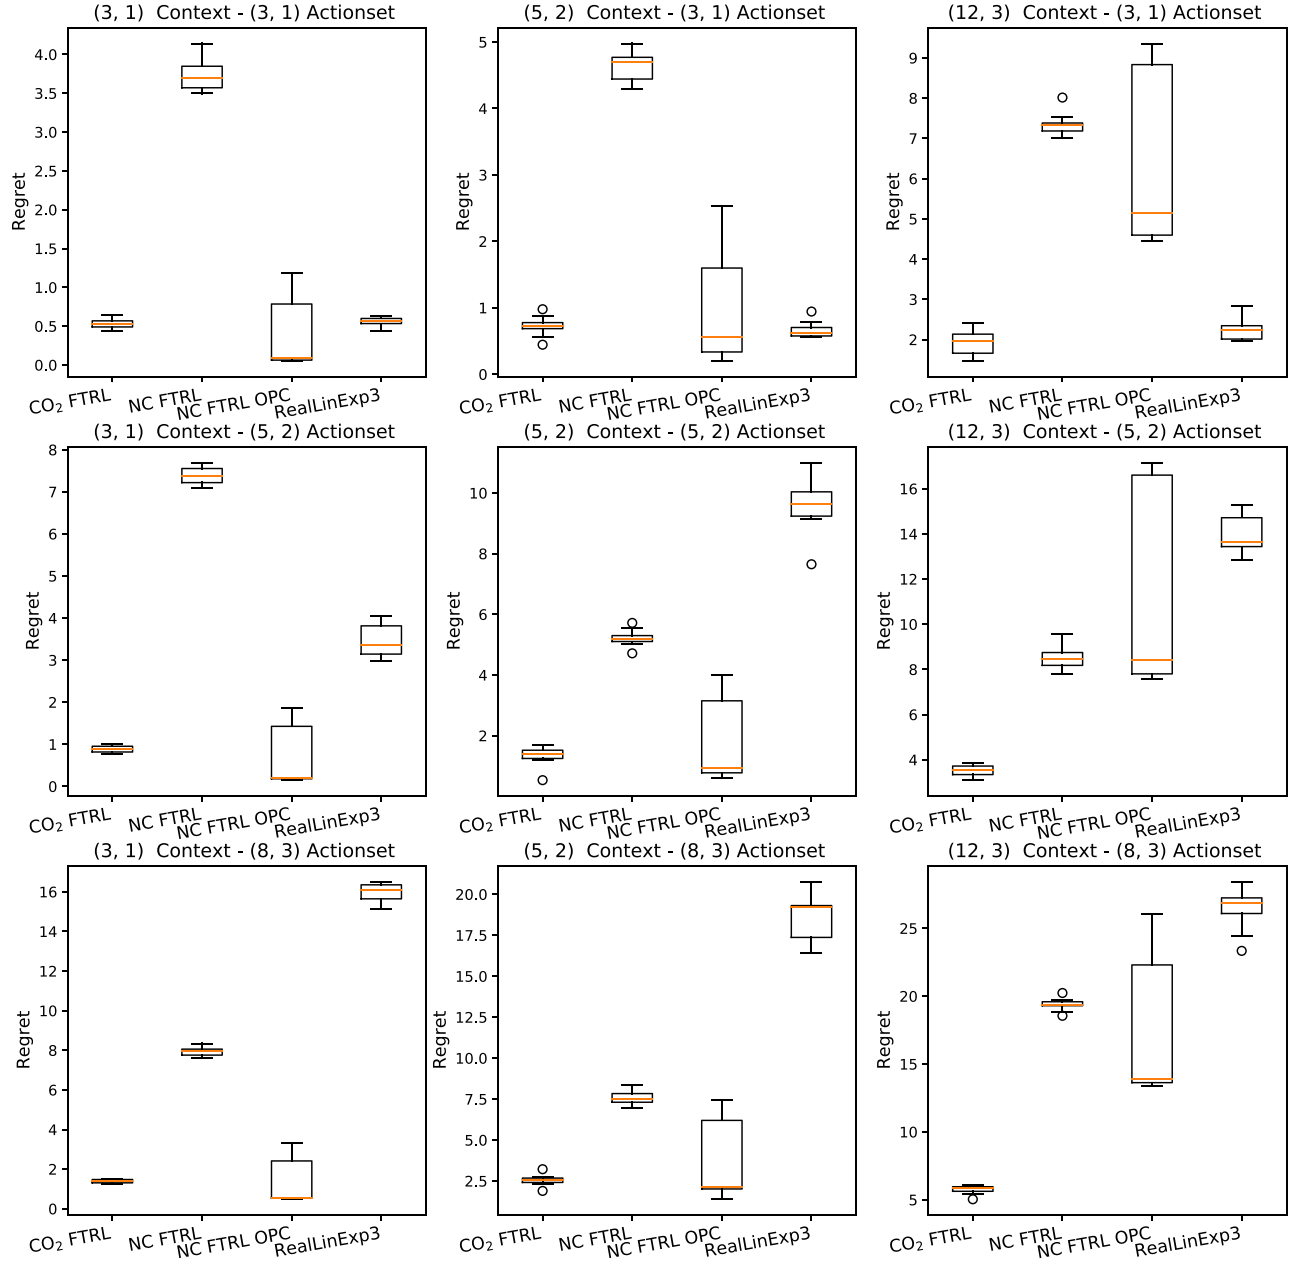 (3, 1)  Context - (3, 1) Actionset
Regret
4.0
3.5
3.0
2.5
2.0
1.5
1.0
0.5
0.0
CO₂ FTRL
NC FTRL
NC FTRL OPC
RealLinExp3
(5, 2)  Context - (3, 1) Actionset
Regret
5
4
3
2
1
0
CO₂ FTRL
NC FTRL
NC FTRL OPC
RealLinExp3
(12, 3)  Context - (3, 1) Actionset
Regret
9
8
7
6
5
4
3
2
CO₂ FTRL
NC FTRL
NC FTRL OPC
RealLinExp3
(3, 1)  Context - (5, 2) Actionset
Regret
8
7
6
5
4
3
2
1
0
CO₂ FTRL
NC FTRL
NC FTRL OPC
RealLinExp3
(5, 2)  Context - (5, 2) Actionset
Regret
10
8
6
4
2
CO₂ FTRL
NC FTRL
NC FTRL OPC
RealLinExp3
(12, 3)  Context - (5, 2) Actionset
Regret
16
14
12
10
8
6
4
CO₂ FTRL
NC FTRL
NC FTRL OPC
RealLinExp3
(3, 1)  Context - (8, 3) Actionset
Regret
16
14
12
10
8
6
4
2
0
CO₂ FTRL
NC FTRL
NC FTRL OPC
RealLinExp3
(5, 2)  Context - (8, 3) Actionset
Regret
20.0
17.5
15.0
12.5
10.0
7.5
5.0
2.5
CO₂ FTRL
NC FTRL
NC FTRL OPC
RealLinExp3
(12, 3)  Context - (8, 3) Actionset
Regret
25
20
15
10
5
CO₂ FTRL
NC FTRL
NC FTRL OPC
RealLinExp3